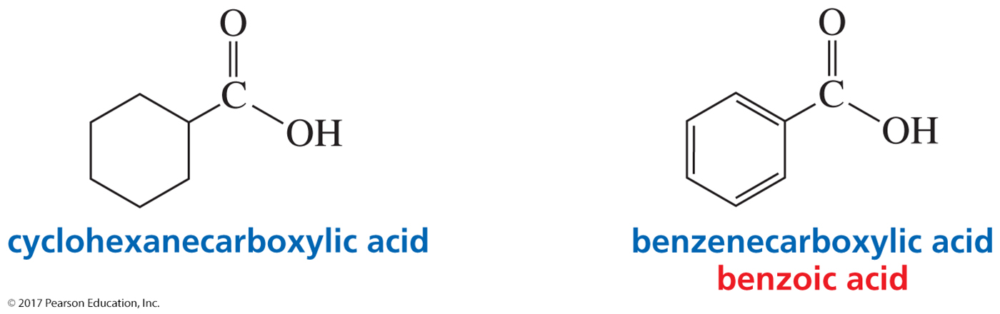 O
C
OH
cyclohexanecarboxylic acid
O
C
OH
benzenecarboxylic acid
benzoic acid
© 2017 Pearson Education, Inc.